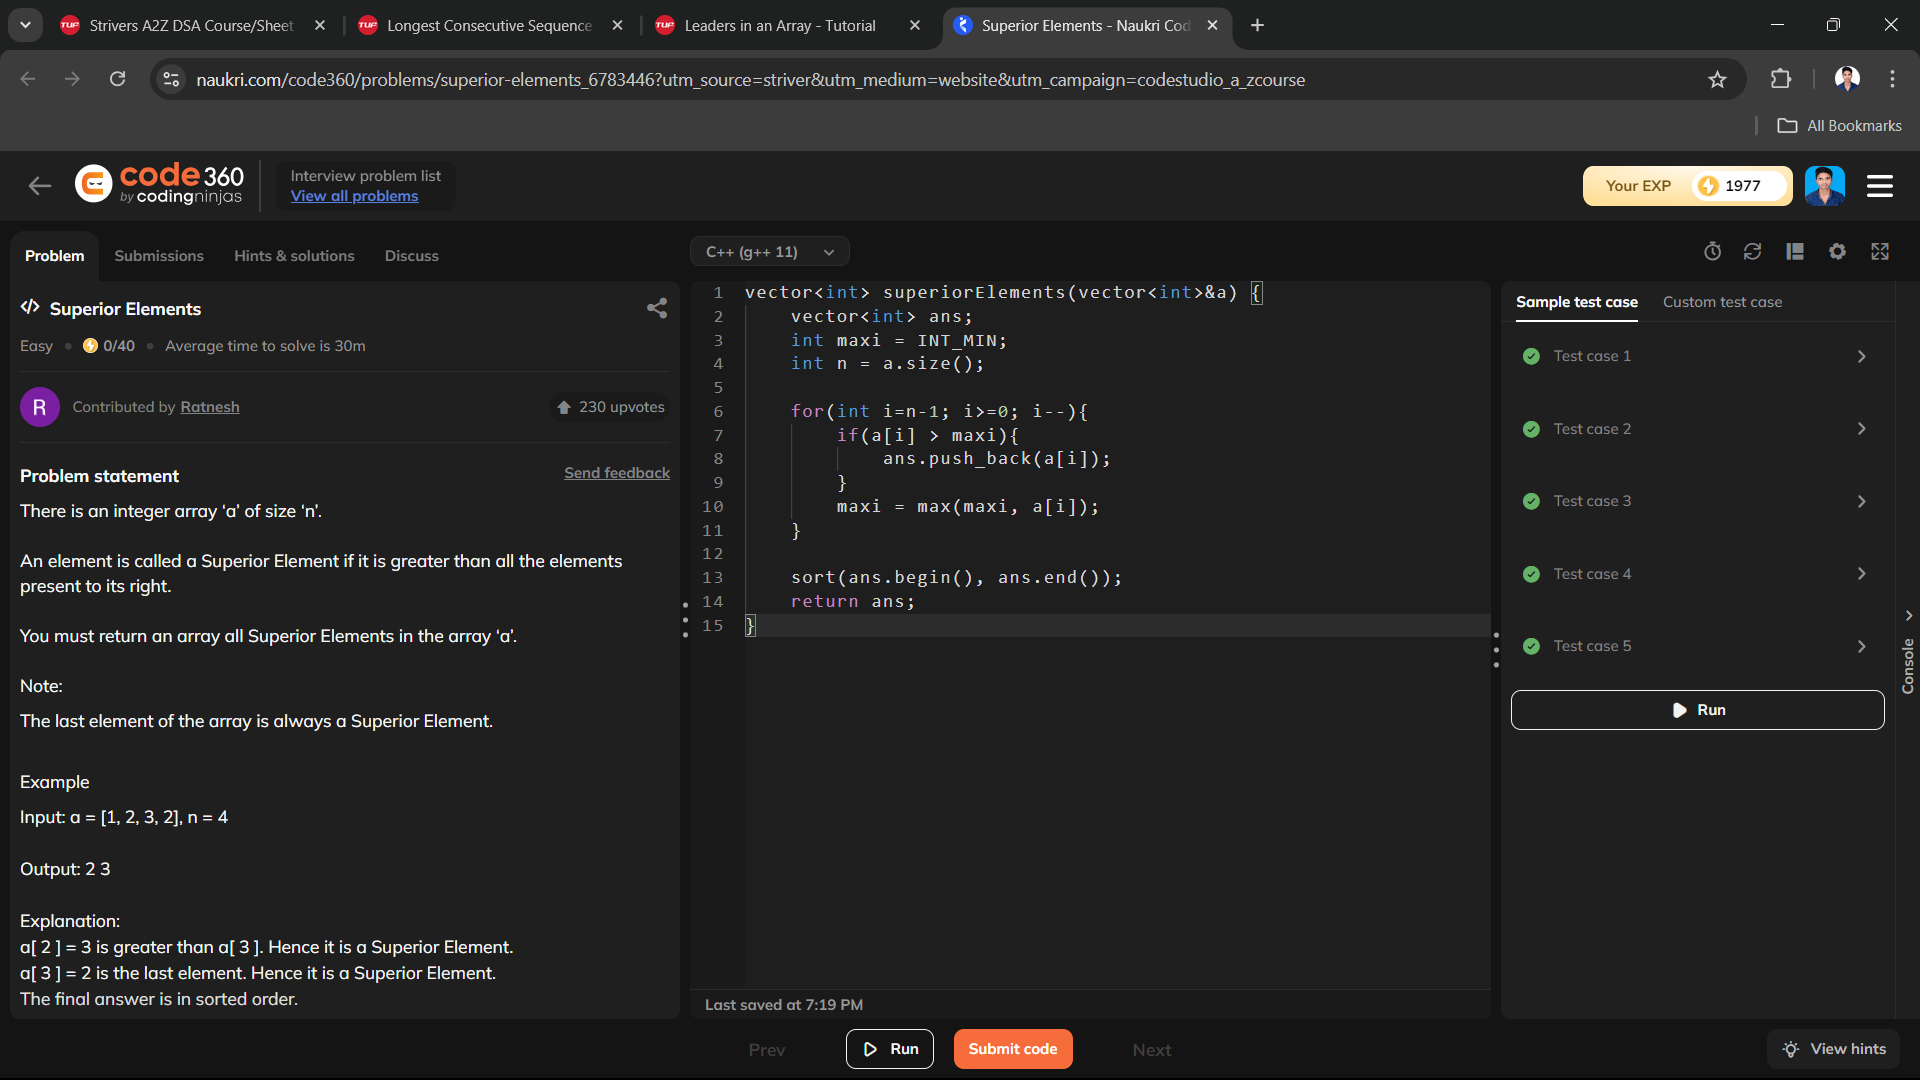 Strivers A2Z DSA Course/Sheet
Longest Consecutive Sequence
Leaders in an Array - Tutorial
Superior Elements - Naukri Cod
naukri.com/code360/problems/superior-elements_6783446?utm_source=striver&utm_medium=website&utm_campaign=codestudio_a_zcourse
All Bookmarks
code 360
by codingninjas
Interview problem list
View all problems
Your EXP 1977
Problem
Submissions
Hints & solutions
Discuss
Superior Elements
Easy • 0/40 • Average time to solve is 30m
R
Contributed by Ratnesh
230 upvotes
Problem statement
Send feedback
There is an integer array ‘a’ of size ‘n’.
An element is called a Superior Element if it is greater than all the elements
present to its right.
You must return an array all Superior Elements in the array ‘a’.
Note:
The last element of the array is always a Superior Element.
Example
Input: a = [1, 2, 3, 2], n = 4
Output: 2 3
Explanation:
a[ 2 ] = 3 is greater than a[ 3 ]. Hence it is a Superior Element.
a[ 3 ] = 2 is the last element. Hence it is a Superior Element.
The final answer is in sorted order.
C++ (g++ 11)
1 vector<int> superiorElements(vector<int>&a) {
2     vector<int> ans;
3     int maxi = INT_MIN;
4     int n = a.size();
5
6     for(int i=n-1; i>=0; i--){
7         if(a[i] > maxi){
8             ans.push_back(a[i]);
9         }
10         maxi = max(maxi, a[i]);
11     }
12
13     sort(ans.begin(), ans.end());
14     return ans;
15 }
Last saved at 7:19 PM
Sample test case
Custom test case
Test case 1
Test case 2
Test case 3
Test case 4
Test case 5
Run
Console
Prev
Run
Submit code
Next
View hints